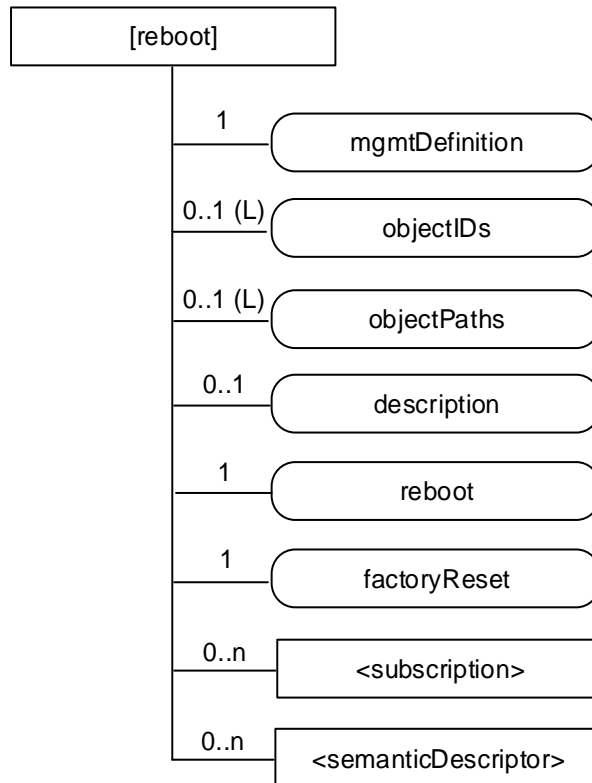 [reboot]
1
mgmtDefinition
0..1 (L)
objectIDs
0..1 (L)
objectPaths
0..1
description
1
reboot
1
factoryReset
0..n
<subscription>
0..n
<semanticDescriptor>